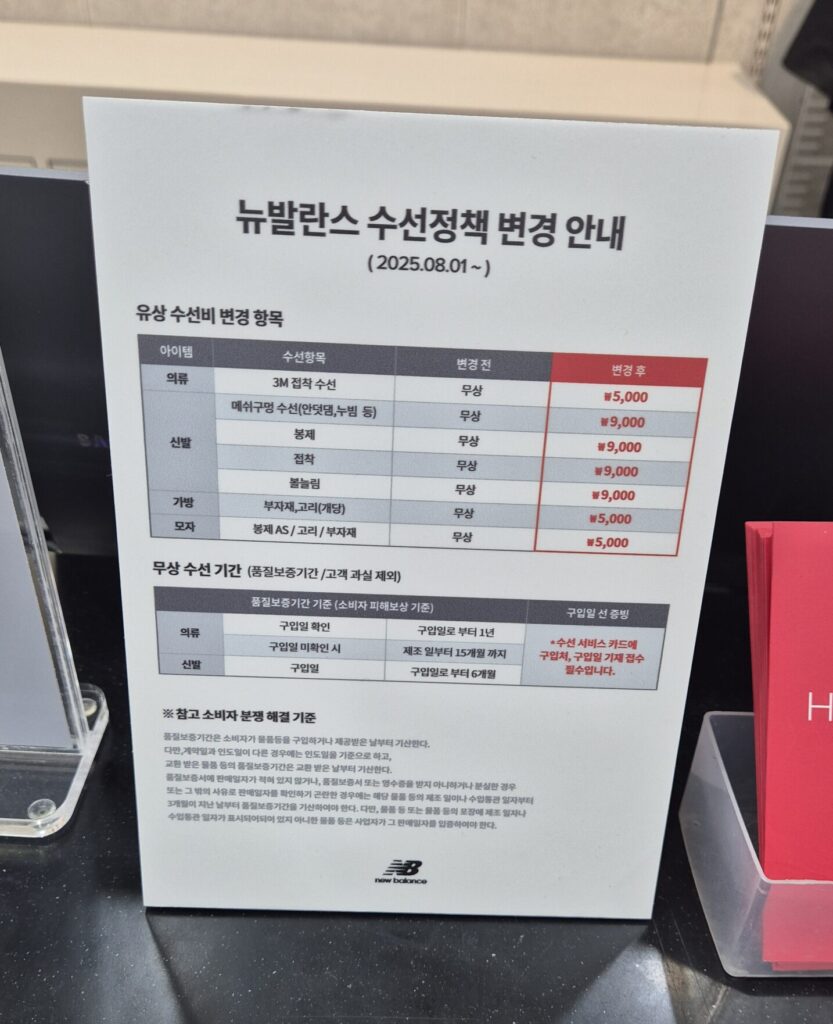 뉴발란스 수선정책 변경 안내
( 2025.08.01 ~ )
유상 수선비 변경 항목
아이템 수선항목 변경 전 변경 후
의류 3M 접착 수선 무상 ₩5,000
신발 메쉬구멍 수선(안덧댐,누빔 등) 무상 ₩9,000
봉제 무상 ₩9,000
접착 무상 ₩9,000
볼늘림 무상 ₩9,000
가방 부자재,고리(개당) 무상 ₩5,000
모자 봉제 AS / 고리 / 부자재 무상 ₩5,000
무상 수선 기간 (품질보증기간 /고객 과실 제외)
품질보증기간 기준 (소비자 피해보상 기준) 구입일 선 증빙
의류 구입일 확인 구입일로 부터 1년
구입일 미확인 시 제조 일부터 15개월 까지
신발 구입일 구입일로 부터 6개월
*수선 서비스 카드에
구입처, 구입일 기재 접수
필수입니다.
※ 참고 소비자 분쟁 해결 기준
품질보증기간은 소비자가 물품등을 구입하거나 제공받은 날부터 기산한다.
다만,계약일과 인도일이 다른 경우에는 인도일을 기준으로 하고,
교환 받은 물품 등의 품질보증기간은 교환 받은 날부터 기산한다.
품질보증서에 판매일자가 적혀 있지 않거나, 품질보증서 또는 영수증을 받지 아니하거나 분실한 경우
또는 그 밖의 사유로 판매일자를 확인하기 곤란한 경우에는 해당 물품 등의 제조 일이나 수입통관 일자부터
3개월이 지난 날부터 품질보증기간을 기산하여야 한다. 다만, 물품 등 또는 물품 등의 포장에 제조 일자나
수입통관 일자가 표시되어야 있지 아니한 물품 등은 사업자가 그 판매일자를 입증하여야 한다.
NB
new balance
H